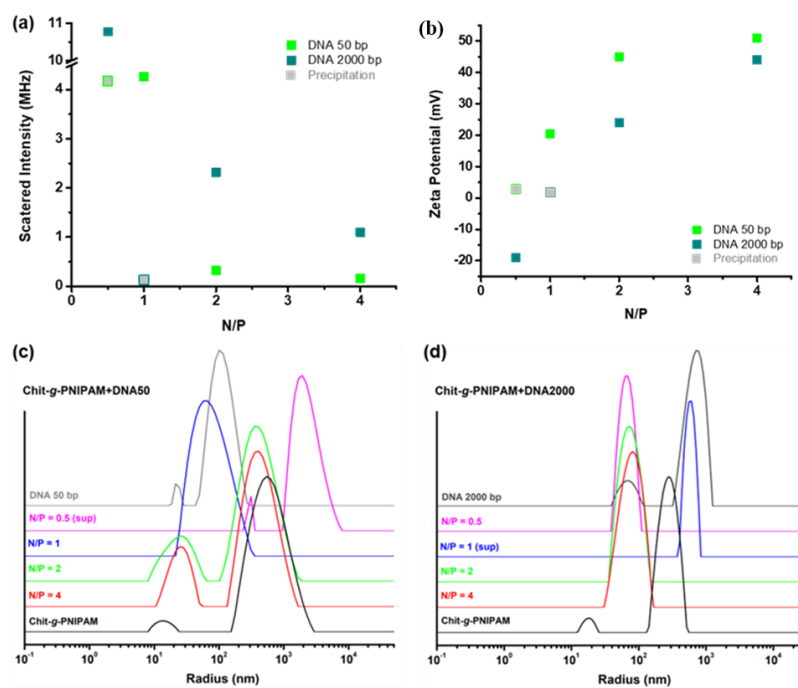 (a)
11
10
4
3
2
1
0
Scatered Intensity (MHz)
DNA 50 bp
DNA 2000 bp
Precipitation
0
1
2
3
4
N/P
(b)
50
40
30
20
10
0
-10
-20
Zeta Potential (mV)
DNA 50 bp
DNA 2000 bp
Precipitation
0
1
2
3
4
N/P
(c)
Chit-g-PNIPAM+DNA50
DNA 50 bp
N/P = 0.5 (sup)
N/P = 1
N/P = 2
N/P = 4
Chit-g-PNIPAM
10⁻¹
10⁰
10¹
10²
10³
10⁴
Radius (nm)
(d)
Chit-g-PNIPAM+DNA2000
DNA 2000 bp
N/P = 0.5
N/P = 1 (sup)
N/P = 2
N/P = 4
Chit-g-PNIPAM
10⁻¹
10⁰
10¹
10²
10³
10⁴
Radius (nm)